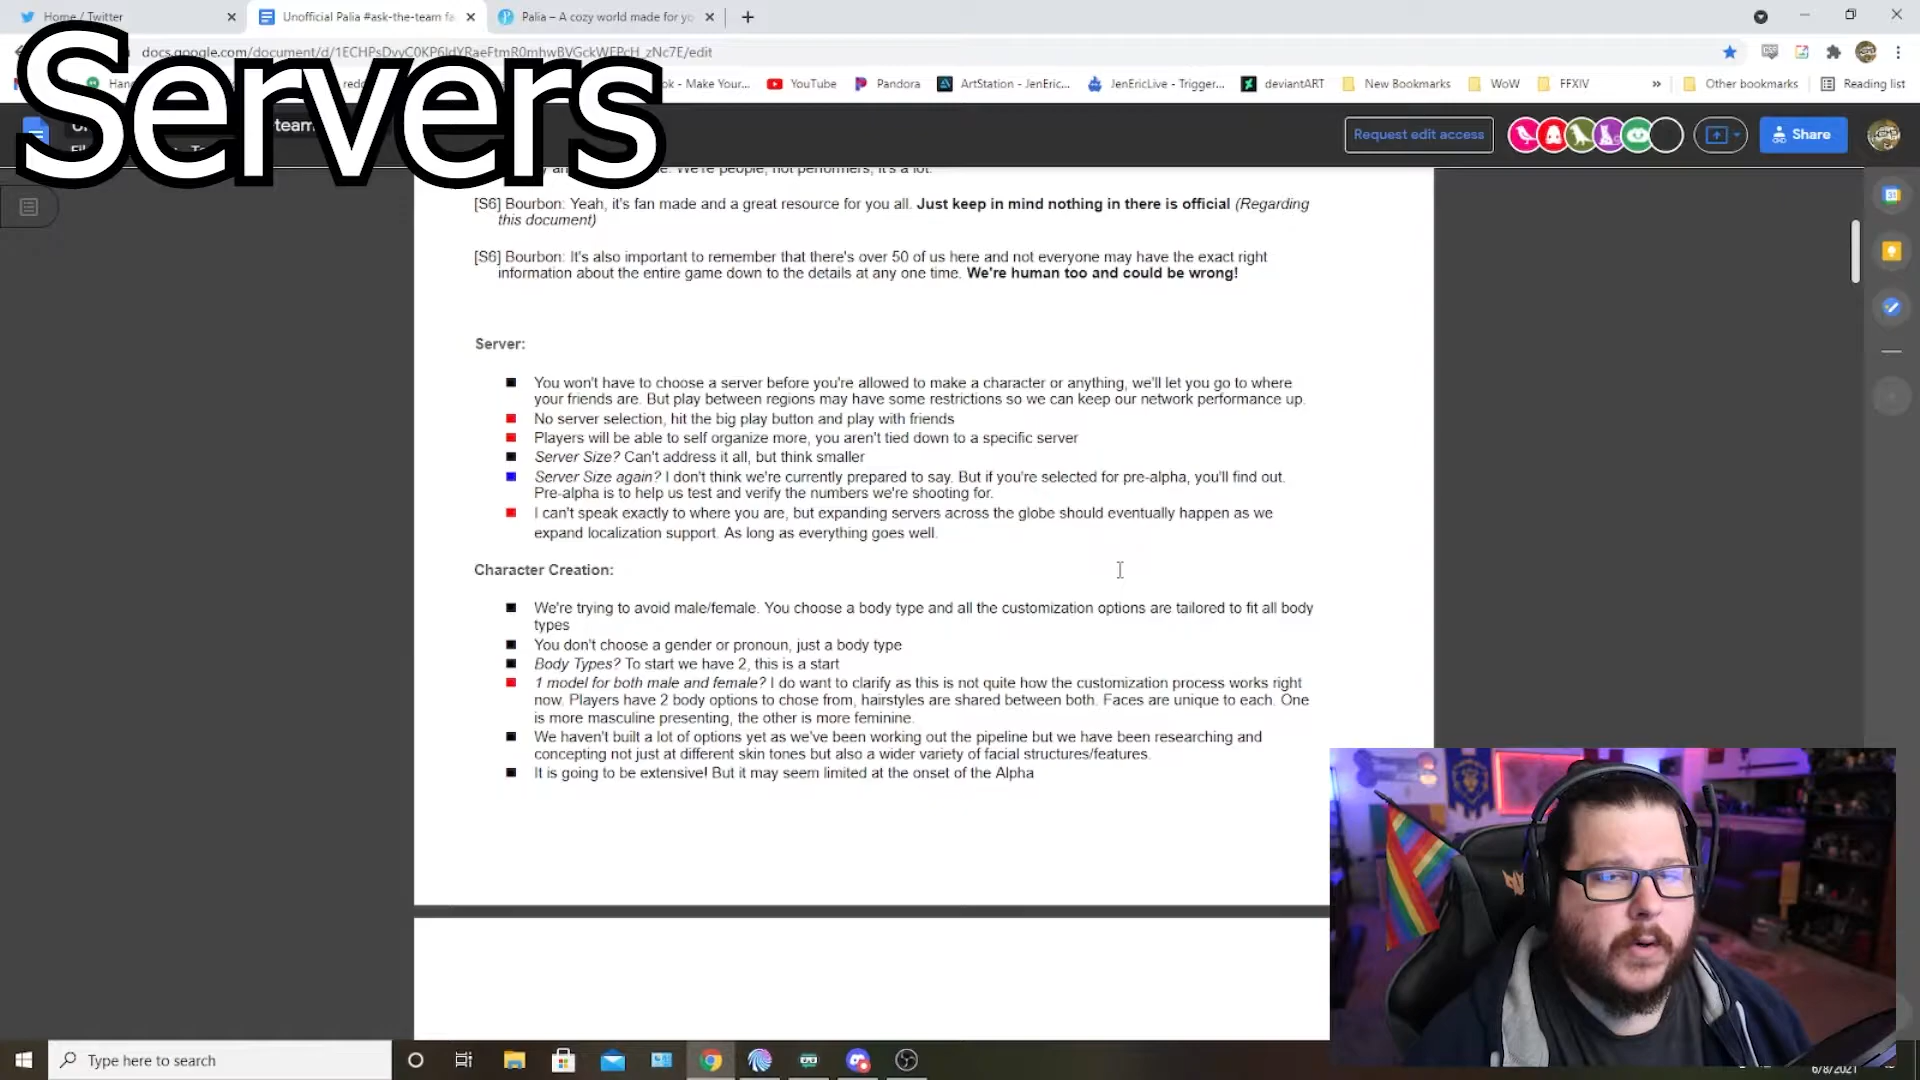 Home / Twitter
Unofficial Palia #ask-the-team fa
Palia – A cozy world made for yo
docs.google.com/document/d/1ECHPsDvvC0KP6ldYRaeFtmR0mhwBVGckWFPcH_zNc7E/edit
ok - Make Your...
YouTube
Pandora
ArtStation - JenEric...
JenEricLive - Trigger...
deviantART
New Bookmarks
WoW
FFXIV
»
Other bookmarks
Reading list
Servers
team
Request edit access
Share
We're people, not performers, it's a lot.
[S6] Bourbon: Yeah, it's fan made and a great resource for you all. Just keep in mind nothing in there is official (Regarding
this document)
[S6] Bourbon: It's also important to remember that there's over 50 of us here and not everyone may have the exact right
information about the entire game down to the details at any one time. We're human too and could be wrong!
Server:
You won't have to choose a server before you're allowed to make a character or anything, we'll let you go to where
your friends are. But play between regions may have some restrictions so we can keep our network performance up.
No server selection, hit the big play button and play with friends
Players will be able to self organize more, you aren't tied down to a specific server
Server Size? Can't address it all, but think smaller
Server Size again? I don't think we're currently prepared to say. But if you're selected for pre-alpha, you'll find out.
Pre-alpha is to help us test and verify the numbers we're shooting for.
I can't speak exactly to where you are, but expanding servers across the globe should eventually happen as we
expand localization support. As long as everything goes well.
Character Creation:
We're trying to avoid male/female. You choose a body type and all the customization options are tailored to fit all body
types
You don't choose a gender or pronoun, just a body type
Body Types? To start we have 2, this is a start
1 model for both male and female? I do want to clarify as this is not quite how the customization process works right
now. Players have 2 body options to chose from, hairstyles are shared between both. Faces are unique to each. One
is more masculine presenting, the other is more feminine.
We haven't built a lot of options yet as we've been working out the pipeline but we have been researching and
concepting not just at different skin tones but also a wider variety of facial structures/features.
It is going to be extensive! But it may seem limited at the onset of the Alpha
Type here to search
6/8/2021